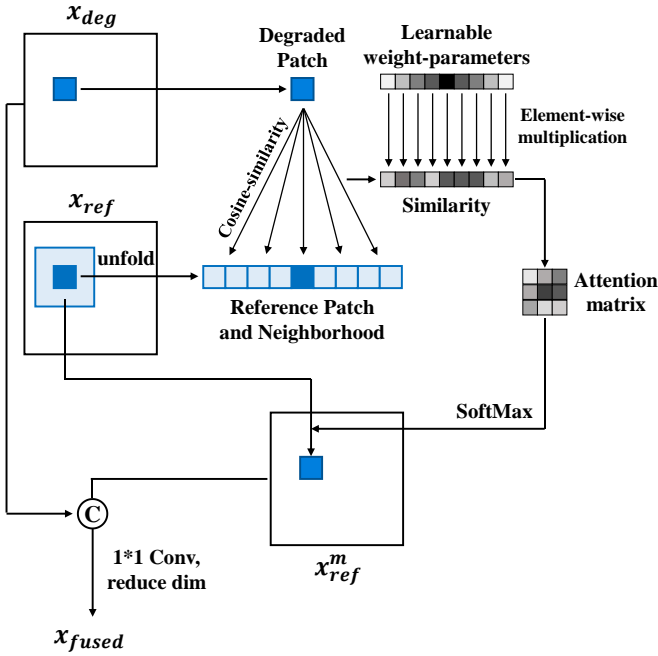 x_deg
Degraded
Patch
Learnable
weight-parameters
Element-wise
multiplication
Cosine-similarity
Similarity
x_ref
unfold
Reference Patch
and Neighborhood
Attention
matrix
SoftMax
C
1*1 Conv,
reduce dim
x_ref^m
x_fused